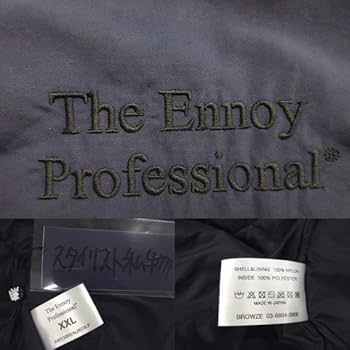 The Ennoy
Professional®
スタイリスト私物
The Ennoy
Professional®
XXL
SHELL&LINING 100% NYLON
INSIDE 100% POLYESTER
MADE IN JAPAN
BROWZE 03-6804-3806